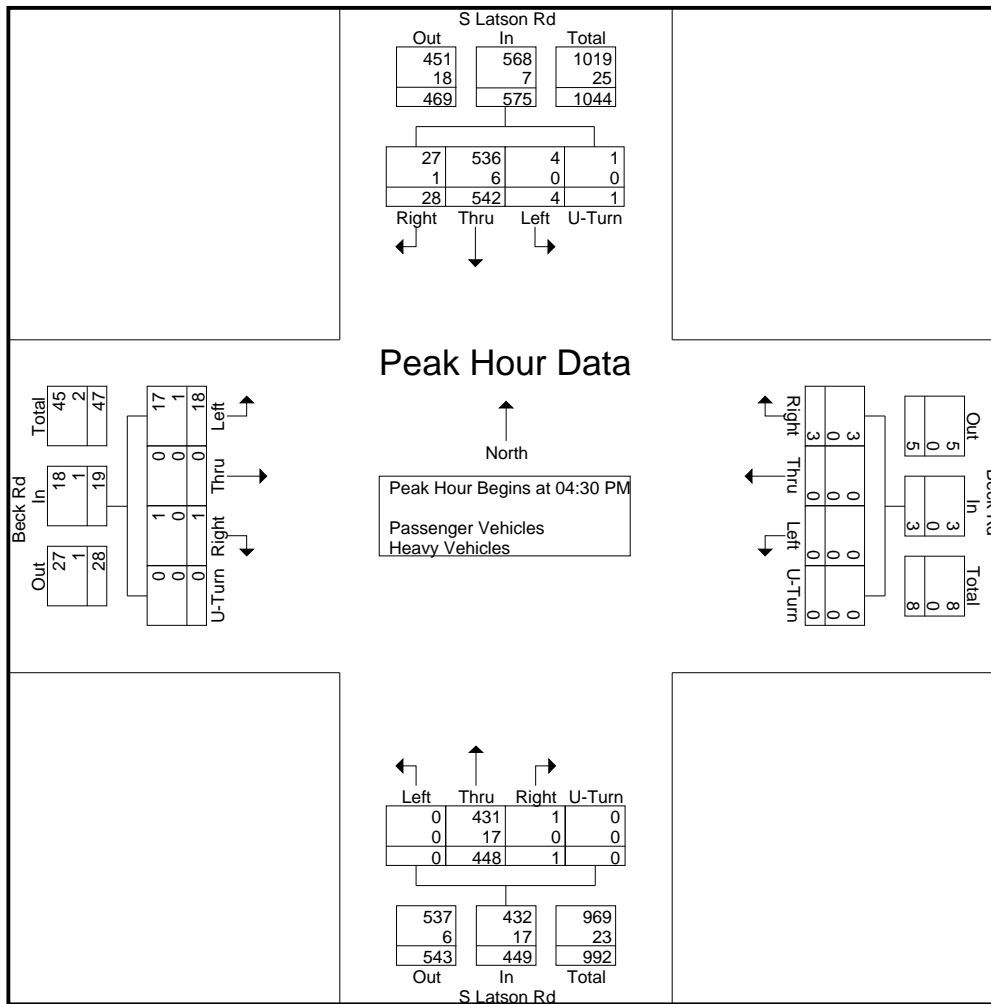 S Latson Rd
Out In Total
451 568 1019
18 7 25
469 575 1044
27 536 4 1
1 6 0 0
28 542 4 1
Right Thru Left U-Turn
Peak Hour Data
North
Peak Hour Begins at 04:30 PM
Passenger Vehicles
Heavy Vehicles
Beck Rd
Out In Total
27 18 45
1 1 2
28 19 47
U-Turn Right Thru Left
0 1 0 17
0 0 0 1
0 1 0 18
Beck Rd
Out In Total
5 3 8
0 0 0
5 3 8
Right Thru Left U-Turn
3 0 0 0
0 0 0 0
3 0 0 0
Left Thru Right U-Turn
0 431 1 0
0 17 0 0
0 448 1 0
537 432 969
6 17 23
543 449 992
Out In Total
S Latson Rd